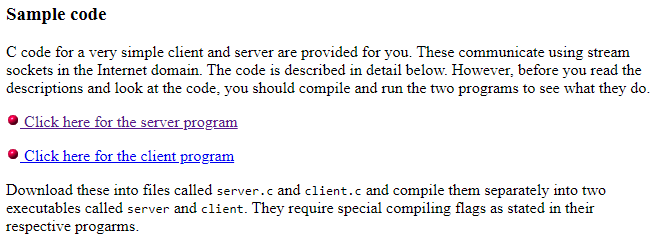 Sample code
C code for a very simple client and server are provided for you. These communicate using stream
sockets in the Internet domain. The code is described in detail below. However, before you read the
descriptions and look at the code, you should compile and run the two programs to see what they do.
Click here for the server program
Click here for the client program
Download these into files called server.c and client.c and compile them separately into two
executables called server and client. They require special compiling flags as stated in their
respective progarms.